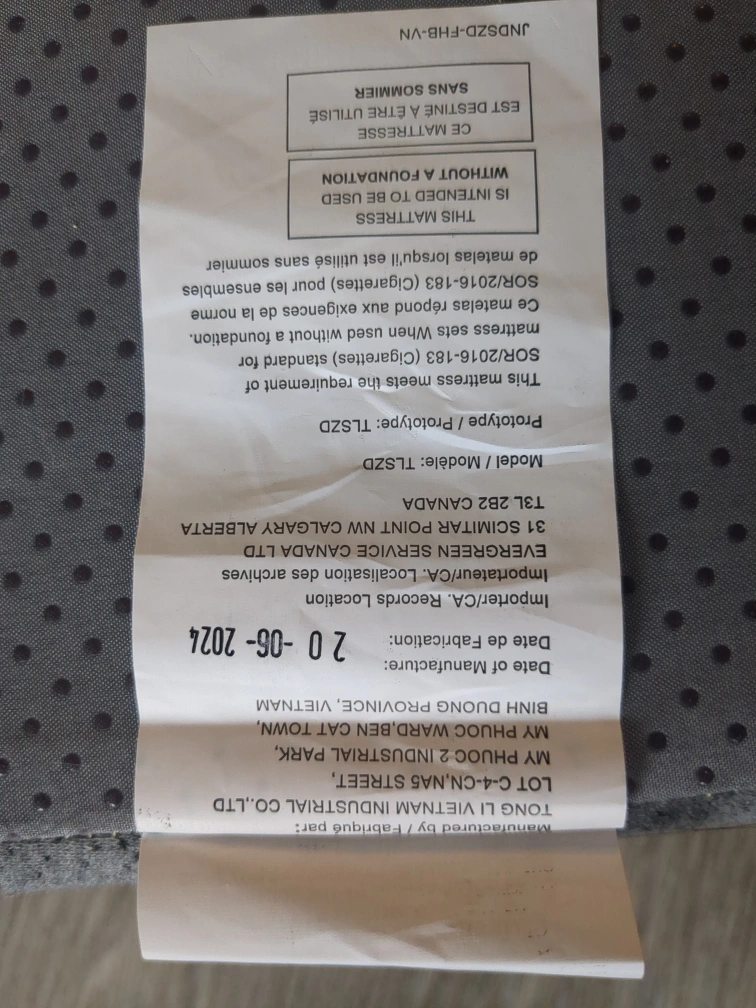 Manufactured by / Fabriqué par:
TONG LI VIETNAM INDUSTRIAL CO.,LTD
LOT C-4-CN,NA5 STREET,
MY PHUOC 2 INDUSTRIAL PARK,
MY PHUOC WARD,BEN CAT TOWN,
BINH DUONG PROVINCE, VIETNAM
Date of Manufacture:
Date de Fabrication: 20-06-2024
Importer/CA. Records Location
Importateur/CA. Localisation des archives
EVERGREEN SERVICE CANADA LTD
31 SCIMITAR POINT NW CALGARY ALBERTA
T3L 2B2 CANADA
Model / Modèle: TLSZD
Prototype / Prototype: TLSZD
This mattress meets the requirement of
SOR/2016-183 (Cigarettes) standard for
mattress sets When used without a foundation.
Ce matelas répond aux exigences de la norme
SOR/2016-183 (Cigarettes) pour les ensembles
de matelas lorsqu'il est utilisé sans sommier
THIS MATTRESS
IS INTENDED TO BE USED
WITHOUT A FOUNDATION
CE MATTRESSE
EST DESTINÉ A ÉTRE UTILISÉ
SANS SOMMIER
JNDSZD-FHB-VN